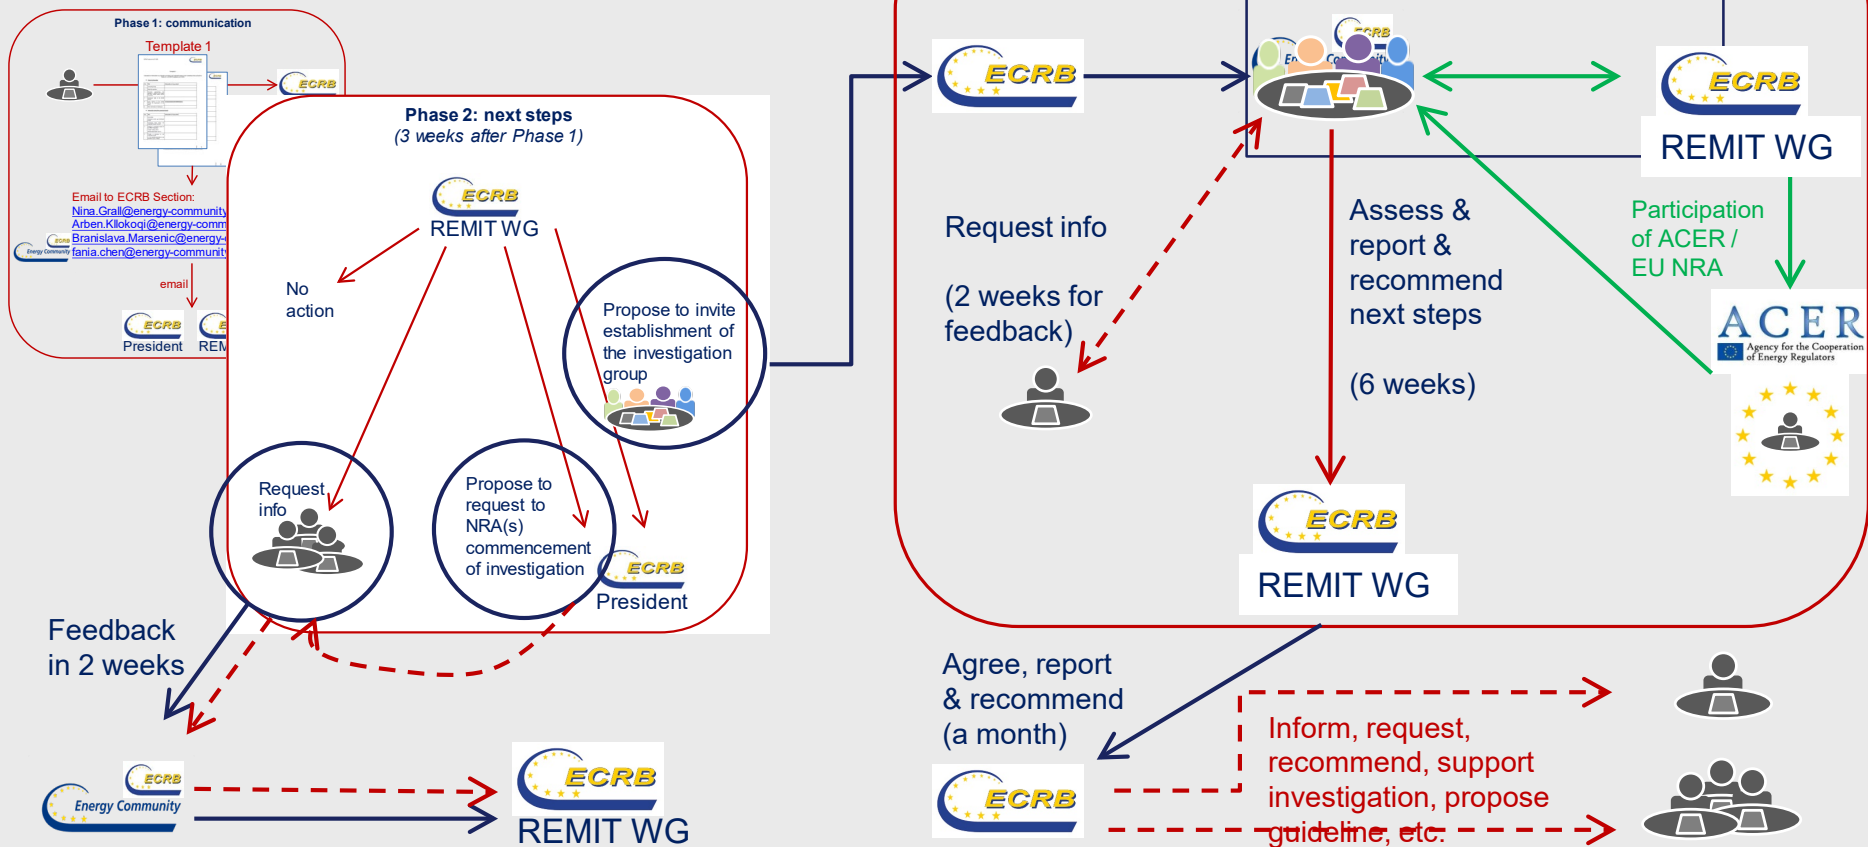 Phase 1: communication
Template 1
ECRB
Email to ECRB Section:
Nina.Grall@energy-community
Arben.Kllokoqi@energy-comm
Branislava.Marsenic@energy-
fania.chen@energy-community
ECRB
Energy Community
email
ECRB
President
REM
Phase 2: next steps
(3 weeks after Phase 1)
ECRB
REMIT WG
No
action
Propose to invite
establishment of
the investigation
group
Request
info
Propose to
request to
NRA(s)
commencement
of investigation
ECRB
President
Feedback
in 2 weeks
ECRB
Energy Community
ECRB
REMIT WG
ECRB
ECRB
ECRB
REMIT WG
Request info
(2 weeks for
feedback)
Assess &
report &
recommend
next steps
(6 weeks)
Participation
of ACER /
EU NRA
ACER
Agency for the Cooperation
of Energy Regulators
ECRB
REMIT WG
Agree, report
& recommend
(a month)
ECRB
Inform, request,
recommend, support
investigation, propose
guideline, etc.